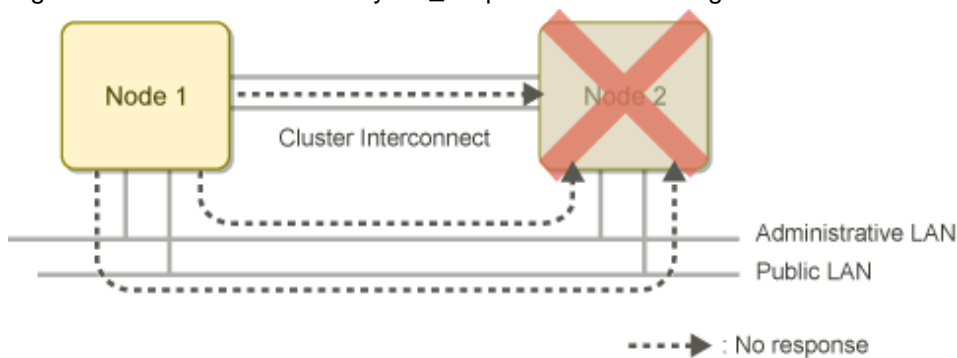 Node 1
Node 2
Cluster Interconnect
Administrative LAN
Public LAN
: No response